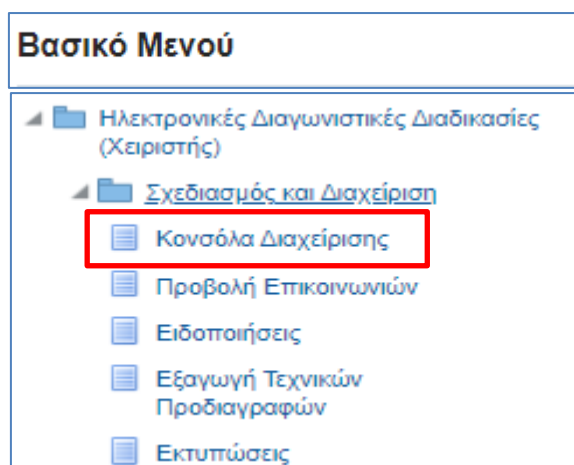 Βασικό Μενού
Ηλεκτρονικές Διαγωνιστικές Διαδικασίες
(Χειριστής)
Σχεδιασμός και Διαχείριση
Κονσόλα Διαχείρισης
Προβολή Επικοινωνιών
Ειδοποιήσεις
Εξαγωγή Τεχνικών
Προδιαγραφών
Εκτυπώσεις